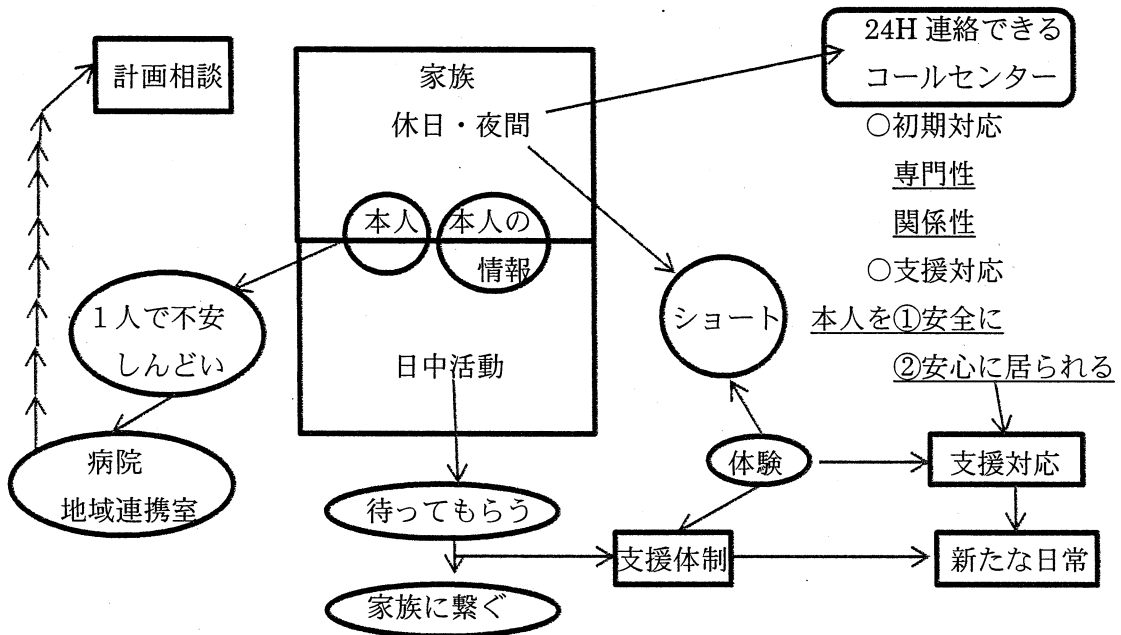 計画相談
家族
休日・夜間
本人
本人の
情報
日中活動
24H 連絡できる
コールセンター
○初期対応
専門性
関係性
○支援対応
本人を①安全に
②安心に居られる
1人で不安
しんどい
ショート
病院
地域連携室
体験
支援対応
待ってもらう
支援体制
新たな日常
家族に繋ぐ